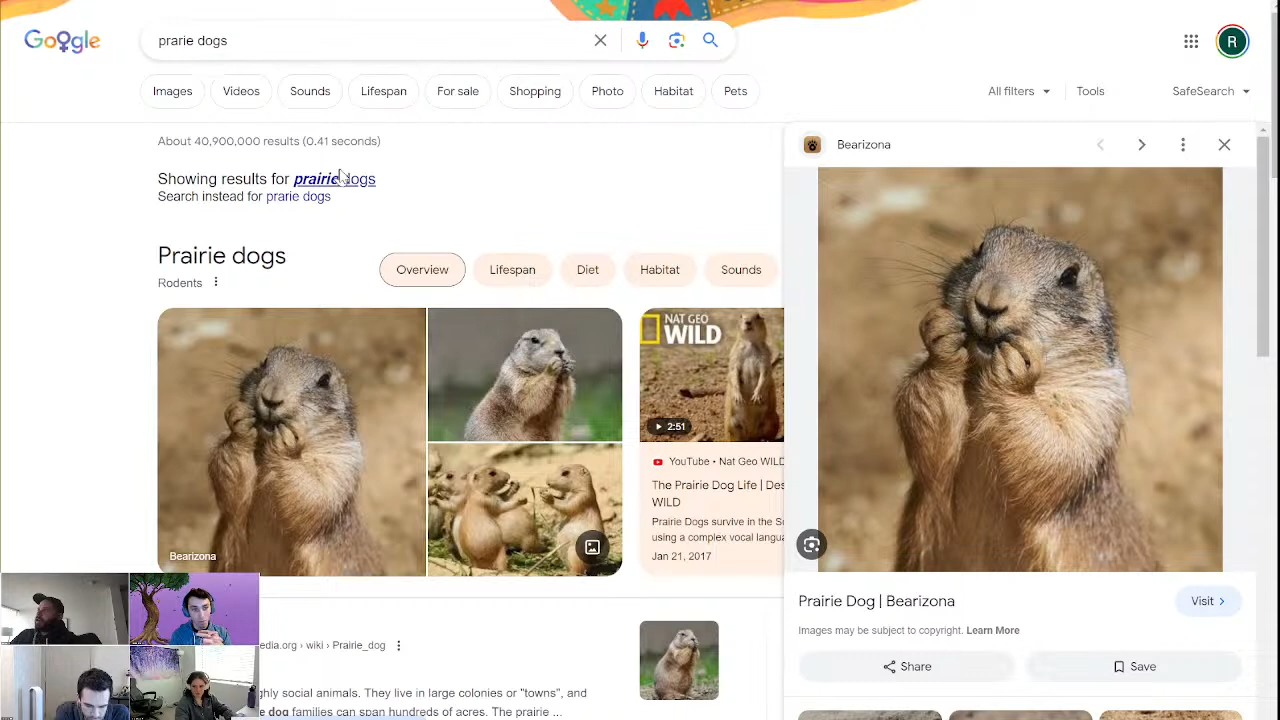 Google
prarie dogs
R
Images
Videos
Sounds
Lifespan
For sale
Shopping
Photo
Habitat
Pets
All filters
Tools
SafeSearch
About 40,900,000 results (0.41 seconds)
Showing results for prairie dogs
Search instead for prarie dogs
Prairie dogs
Rodents
Overview
Lifespan
Diet
Habitat
Sounds
Bearizona
NAT GEO
WILD
2:51
YouTube • Nat Geo WILD
The Prairie Dog Life | Des
WILD
Prairie Dogs survive in the S
using a complex vocal langua
Jan 21, 2017
edia.org › wiki › Prairie_dog
ghly social animals. They live in large colonies or "towns", and
e dog families can span hundreds of acres. The prairie ...
Bearizona
Prairie Dog | Bearizona
Visit
Images may be subject to copyright. Learn More
Share
Save